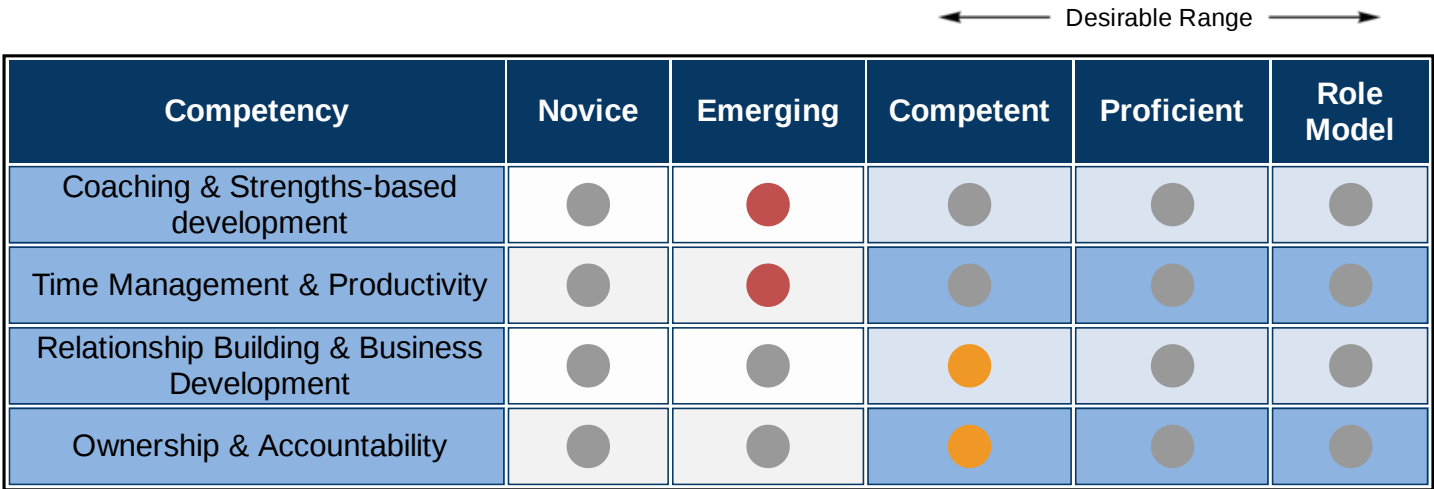 Desirable Range
Competency Novice Emerging Competent Proficient Role
Model
Coaching & Strengths-based
development
Time Management & Productivity
Relationship Building & Business
Development
Ownership & Accountability